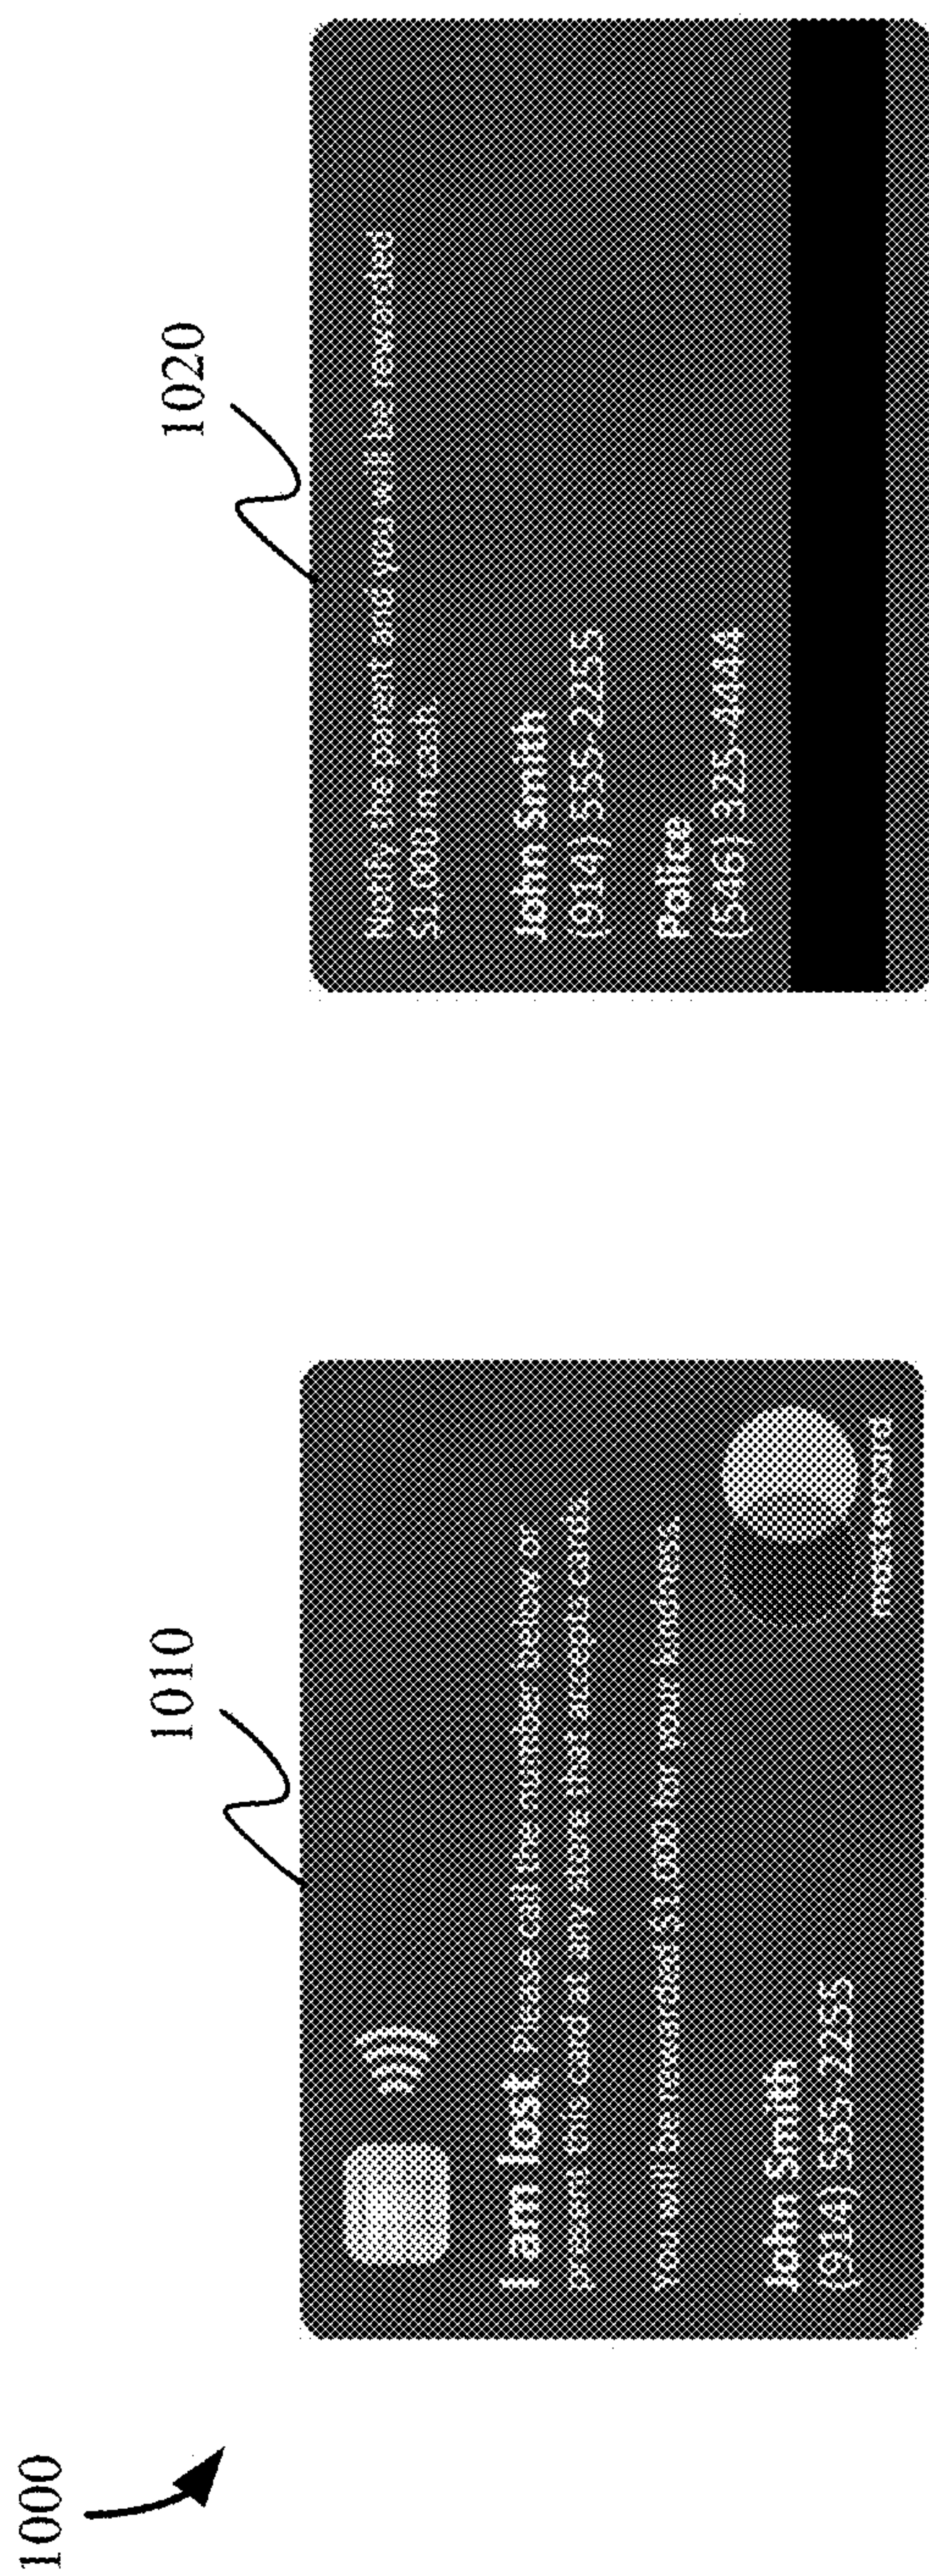 1000
1010
I am lost. Please call the number below or
present this card at any store that accepts cards.
you will be rewarded $1,000 for your kindness.
John Smith
(914) 555-2255
mastercard
1020
Notify the parent and you will be rewarded
$1,000 in cash.
John Smith
(914) 555-2255
Police
(546) 325-4444